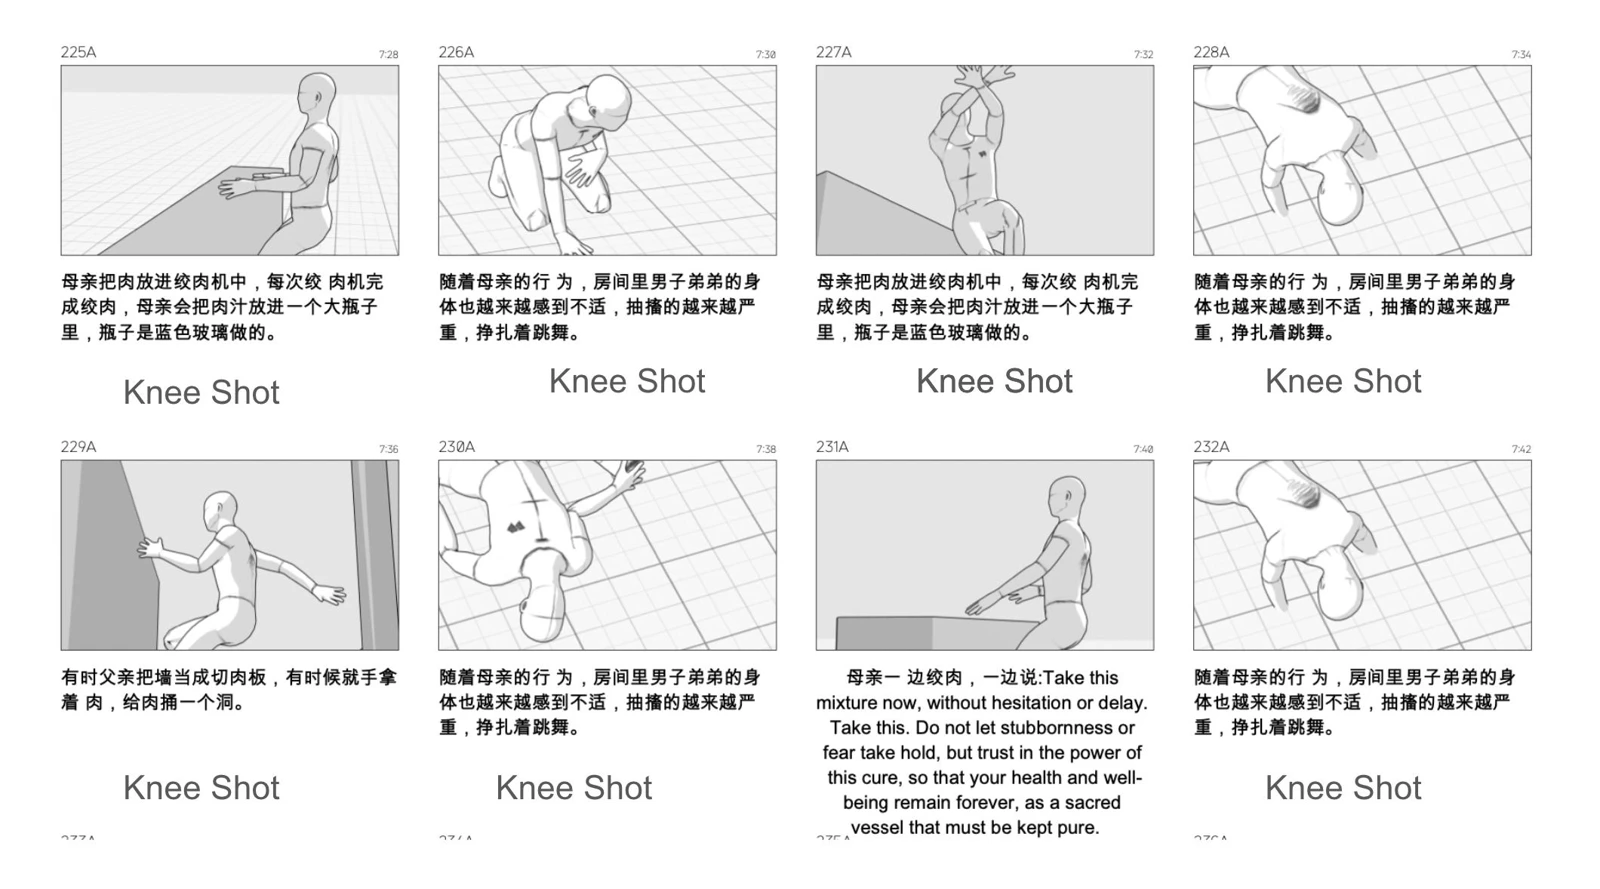 225A 7:28
226A 7:30
227A 7:32
228A 7:34
母亲把肉放进绞肉机中，每次绞 肉机完
成绞肉，母亲会把肉汁放进一个大瓶子
里，瓶子是蓝色玻璃做的。
Knee Shot
随着母亲的行 为，房间里男子弟弟的身
体也越来越感到不适，抽搐的越来越严
重，挣扎着跳舞。
Knee Shot
母亲把肉放进绞肉机中，每次绞 肉机完
成绞肉，母亲会把肉汁放进一个大瓶子
里，瓶子是蓝色玻璃做的。
Knee Shot
随着母亲的行 为，房间里男子弟弟的身
体也越来越感到不适，抽搐的越来越严
重，挣扎着跳舞。
Knee Shot
229A 7:36
230A 7:38
231A 7:40
232A 7:42
有时父亲把墙当成切肉板，有时候就手拿
着 肉，给肉捅一个洞。
Knee Shot
随着母亲的行 为，房间里男子弟弟的身
体也越来越感到不适，抽搐的越来越严
重，挣扎着跳舞。
Knee Shot
母亲一 边绞肉，一边说:Take this
mixture now, without hesitation or delay.
Take this. Do not let stubbornness or
fear take hold, but trust in the power of
this cure, so that your health and well-
being remain forever, as a sacred
vessel that must be kept pure.
随着母亲的行 为，房间里男子弟弟的身
体也越来越感到不适，抽搐的越来越严
重，挣扎着跳舞。
Knee Shot